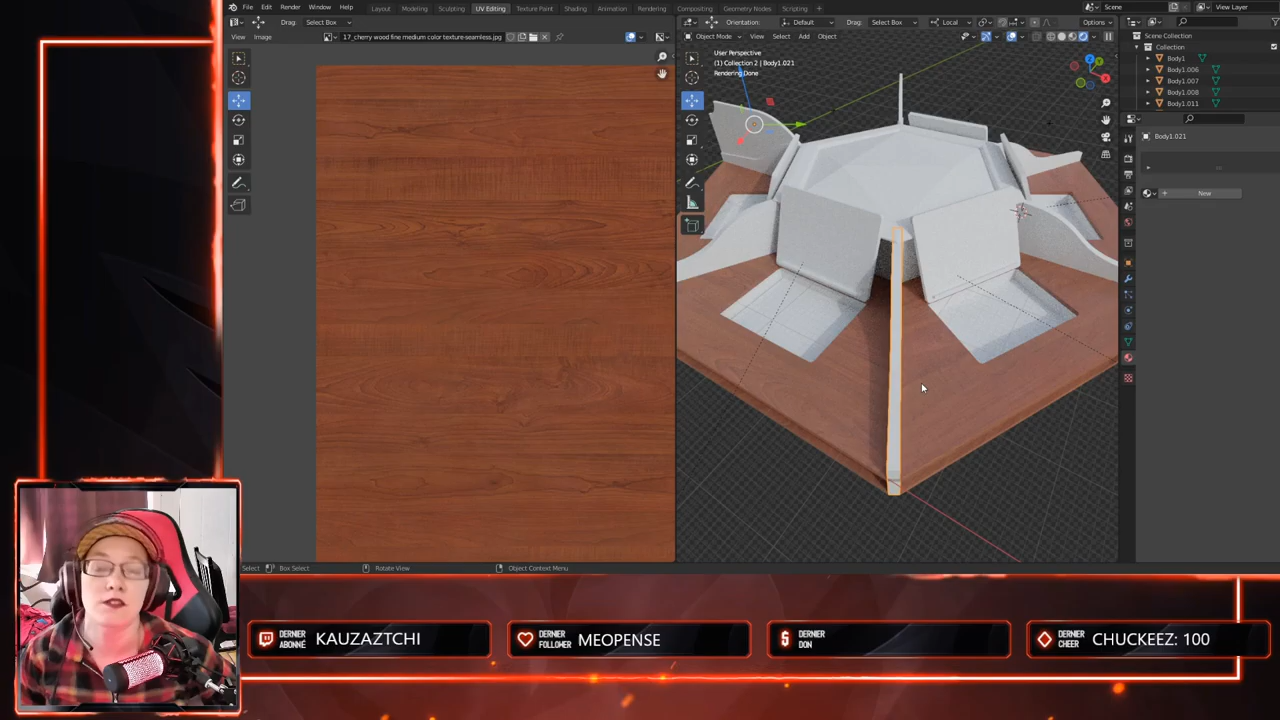 File Edit Render Window Help Layout Modeling Sculpting UV Editing Texture Paint Shading Animation Rendering Compositing Geometry Nodes Scripting + Scene View Layer
Drag: Select Box Orientation: Default Drag: Select Box Local Options
View Image 17_cherry wood fine medium color texture-seamless.jpg Object Mode View Select Add Object Scene Collection
Collection
User Perspective
(1) Collection 2 | Body1.021
Rendering Done
Body1
Body1.006
Body1.007
Body1.008
Body1.011
Body1.021
New
Select Box Select Rotate View Object Context Menu
DERNIER
ABONNE
KAUZAZTCHI
DERNIER
FOLLOWER
MEOPENSE
DERNIER
DON
DERNIER
CHEER
CHUCKEEZ: 100